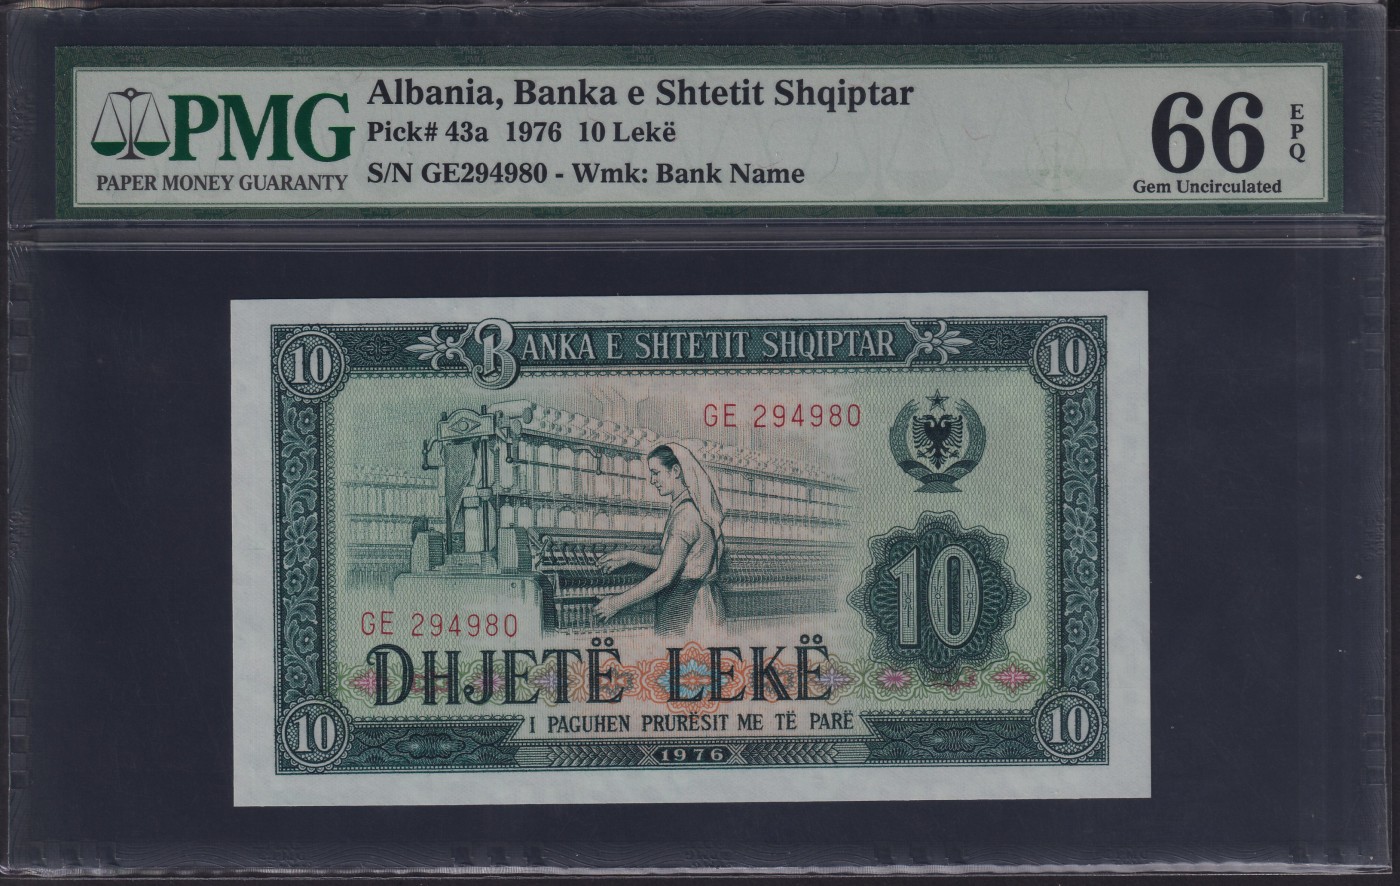 PMG
PAPER MONEY GUARANTY
Albania, Banka e Shtetit Shqiptar
Pick# 43a 1976 10 Lekë
S/N GE294980 - Wmk: Bank Name
66
EPQ
Gem Uncirculated
10
BANKA E SHTETIT SHQIPTAR
10
GE 294980
10
GE 294980
DHJETË LEKË
I PAGUHEN PRURËSIT ME TË PARË
10
1976
10